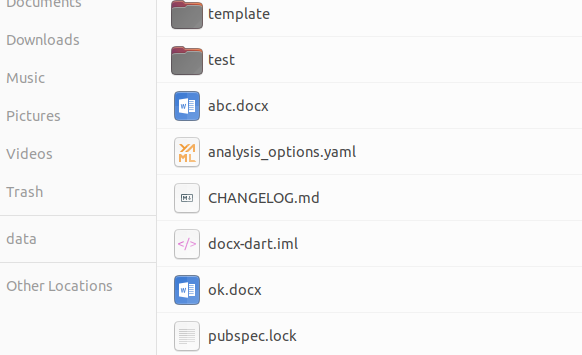 Documents
Downloads
Music
Pictures
Videos
Trash
data
Other Locations
template
test
abc.docx
analysis_options.yaml
CHANGELOG.md
docx-dart.iml
ok.docx
pubspec.lock